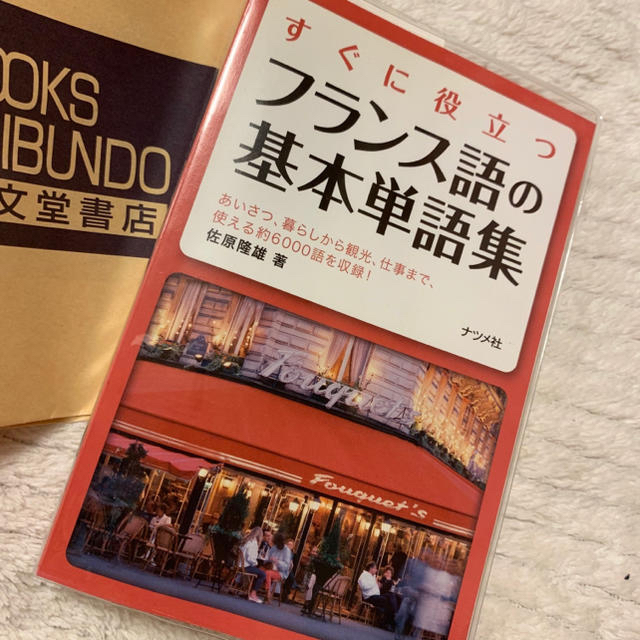 OOKS
IBUNDO
文堂書店
すぐに役立つ
フランス語の
基本単語集
あいさつ、暮らしから観光、仕事まで、
使える約6000語を収録!
佐原隆雄 著
ナツメ社
Fouquet's
Fouquet's